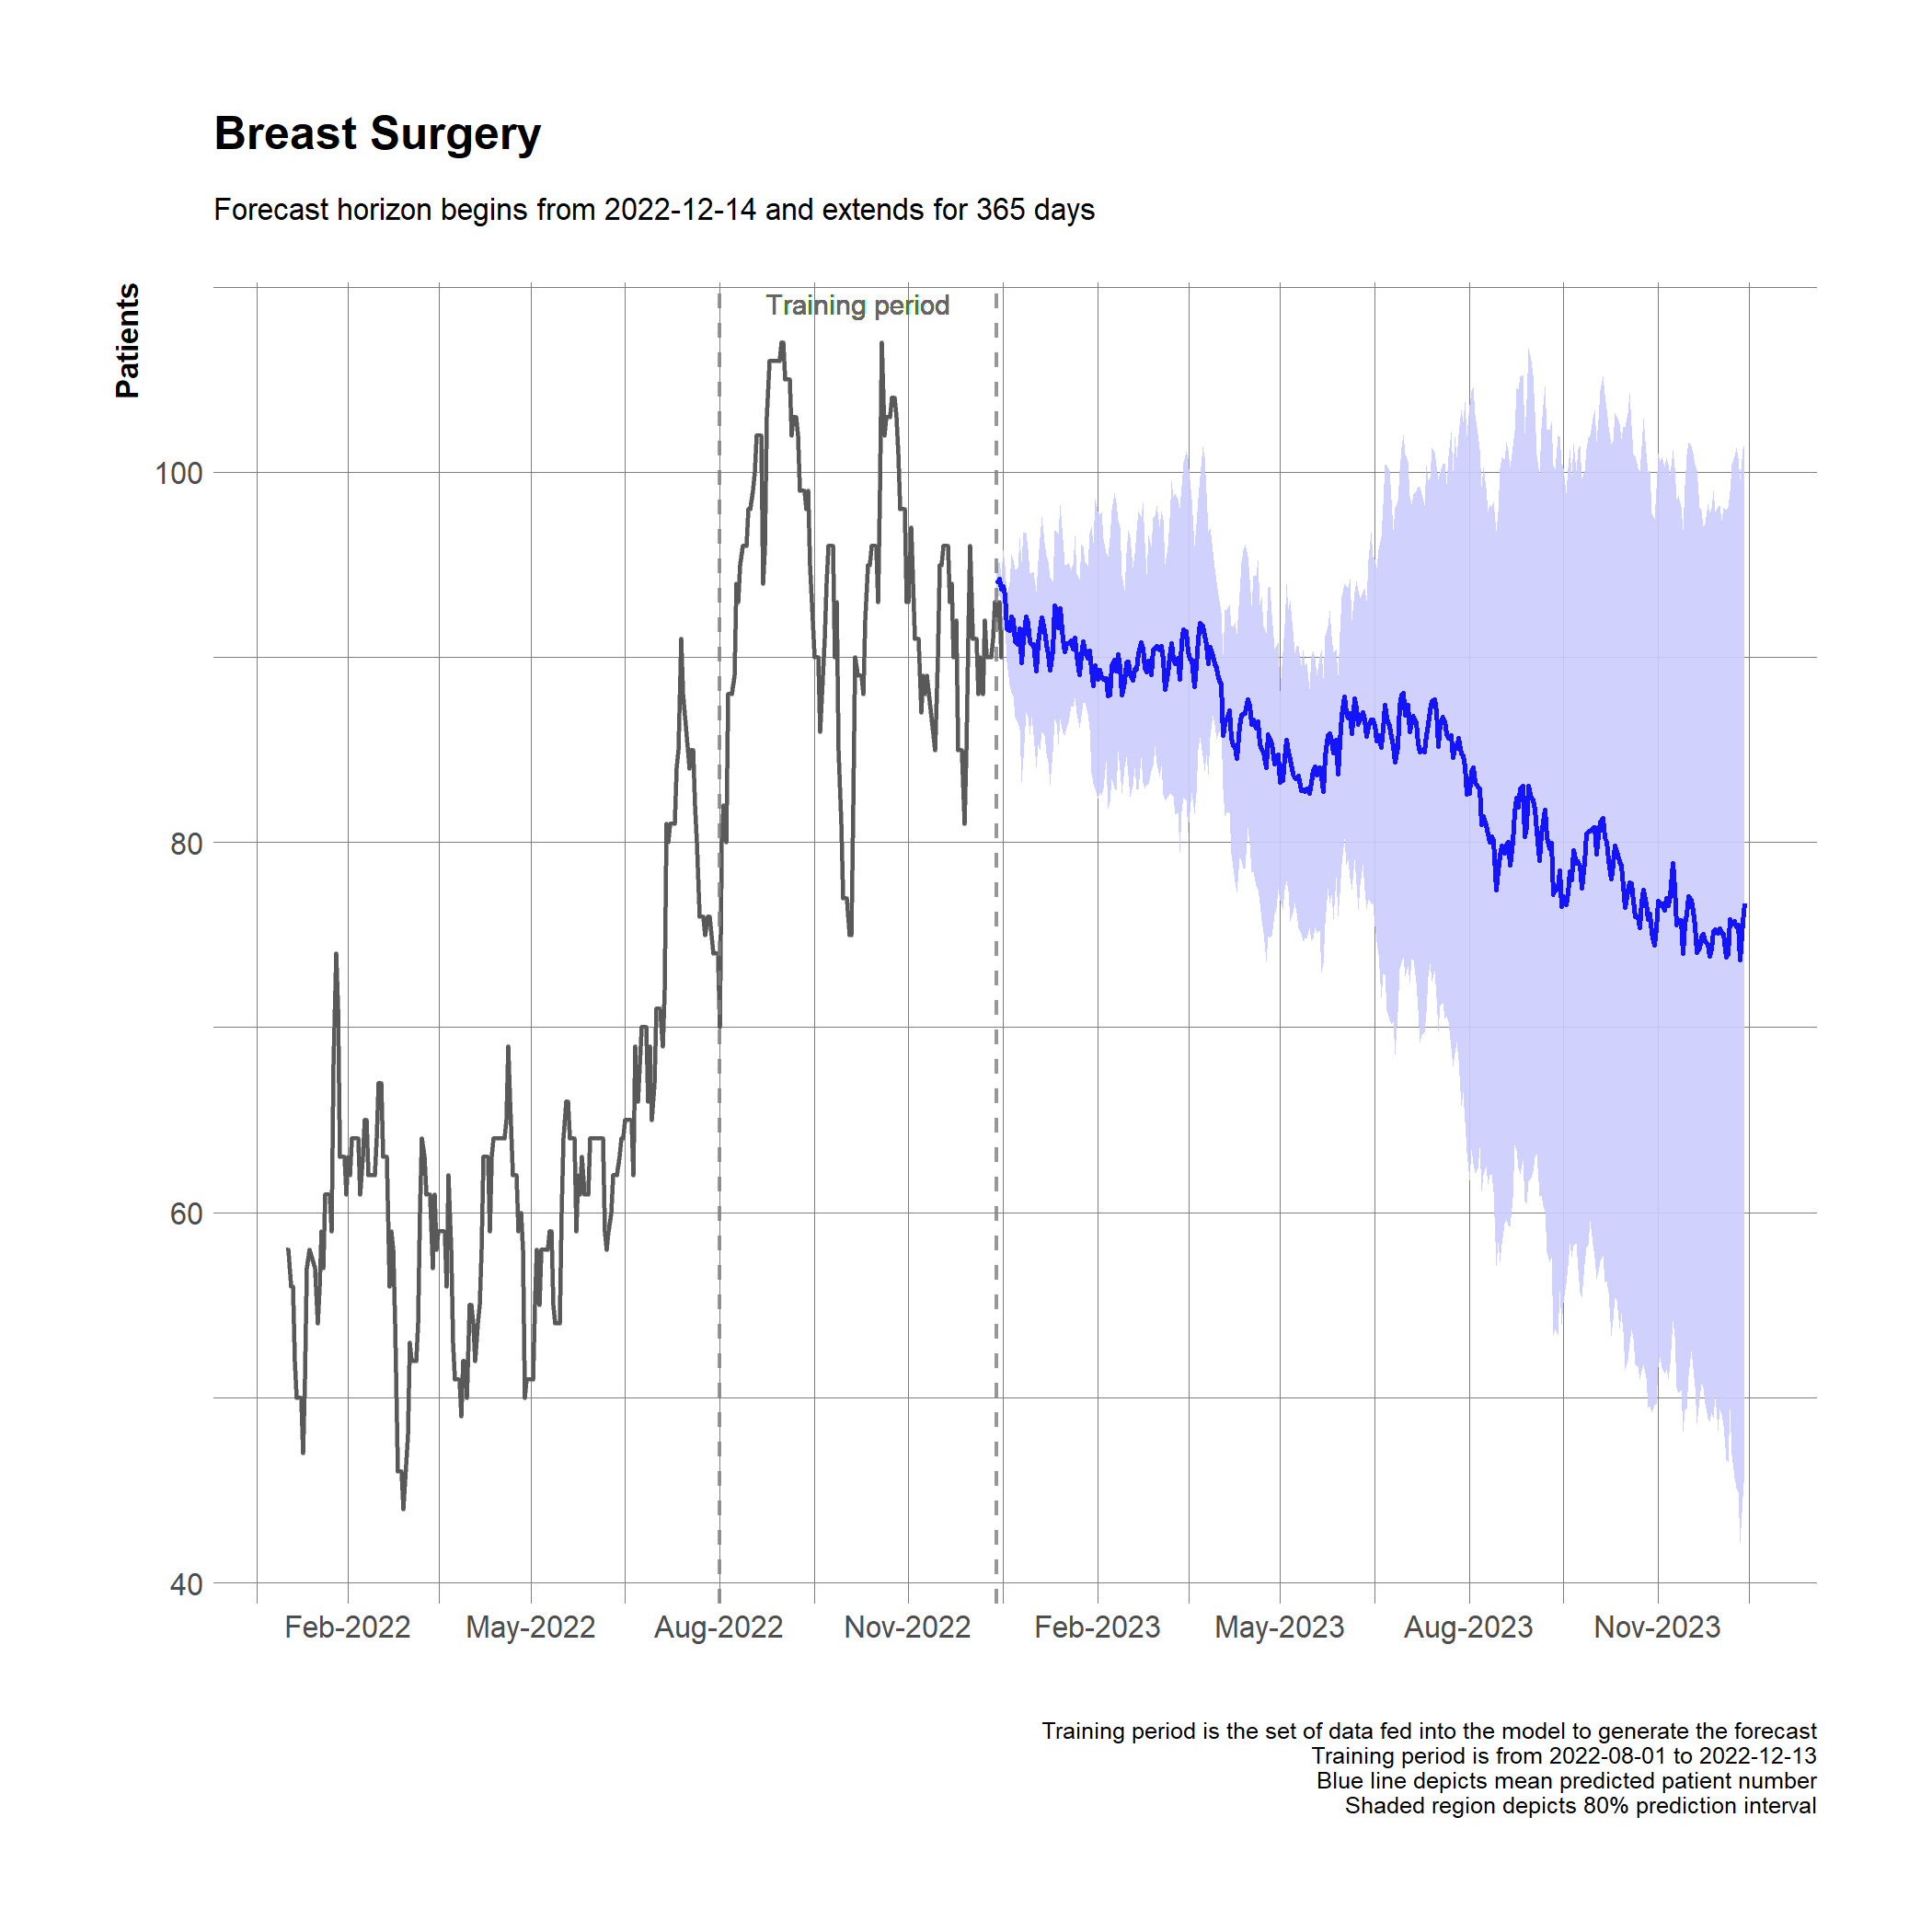 Breast Surgery
Forecast horizon begins from 2022-12-14 and extends for 365 days
Patients
Training period
100
80
60
40
Feb-2022 May-2022 Aug-2022 Nov-2022 Feb-2023 May-2023 Aug-2023 Nov-2023
Training period is the set of data fed into the model to generate the forecast
Training period is from 2022-08-01 to 2022-12-13
Blue line depicts mean predicted patient number
Shaded region depicts 80% prediction interval